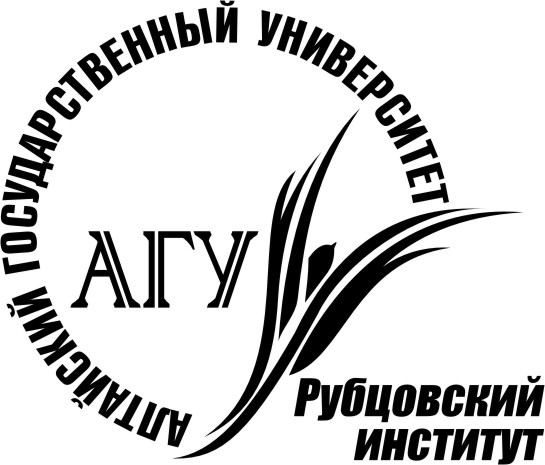 АЛТАЙСКИЙ ГОСУДАРСТВЕННЫЙ УНИВЕРСИТЕТ
АГУ
Рубцовский
институт